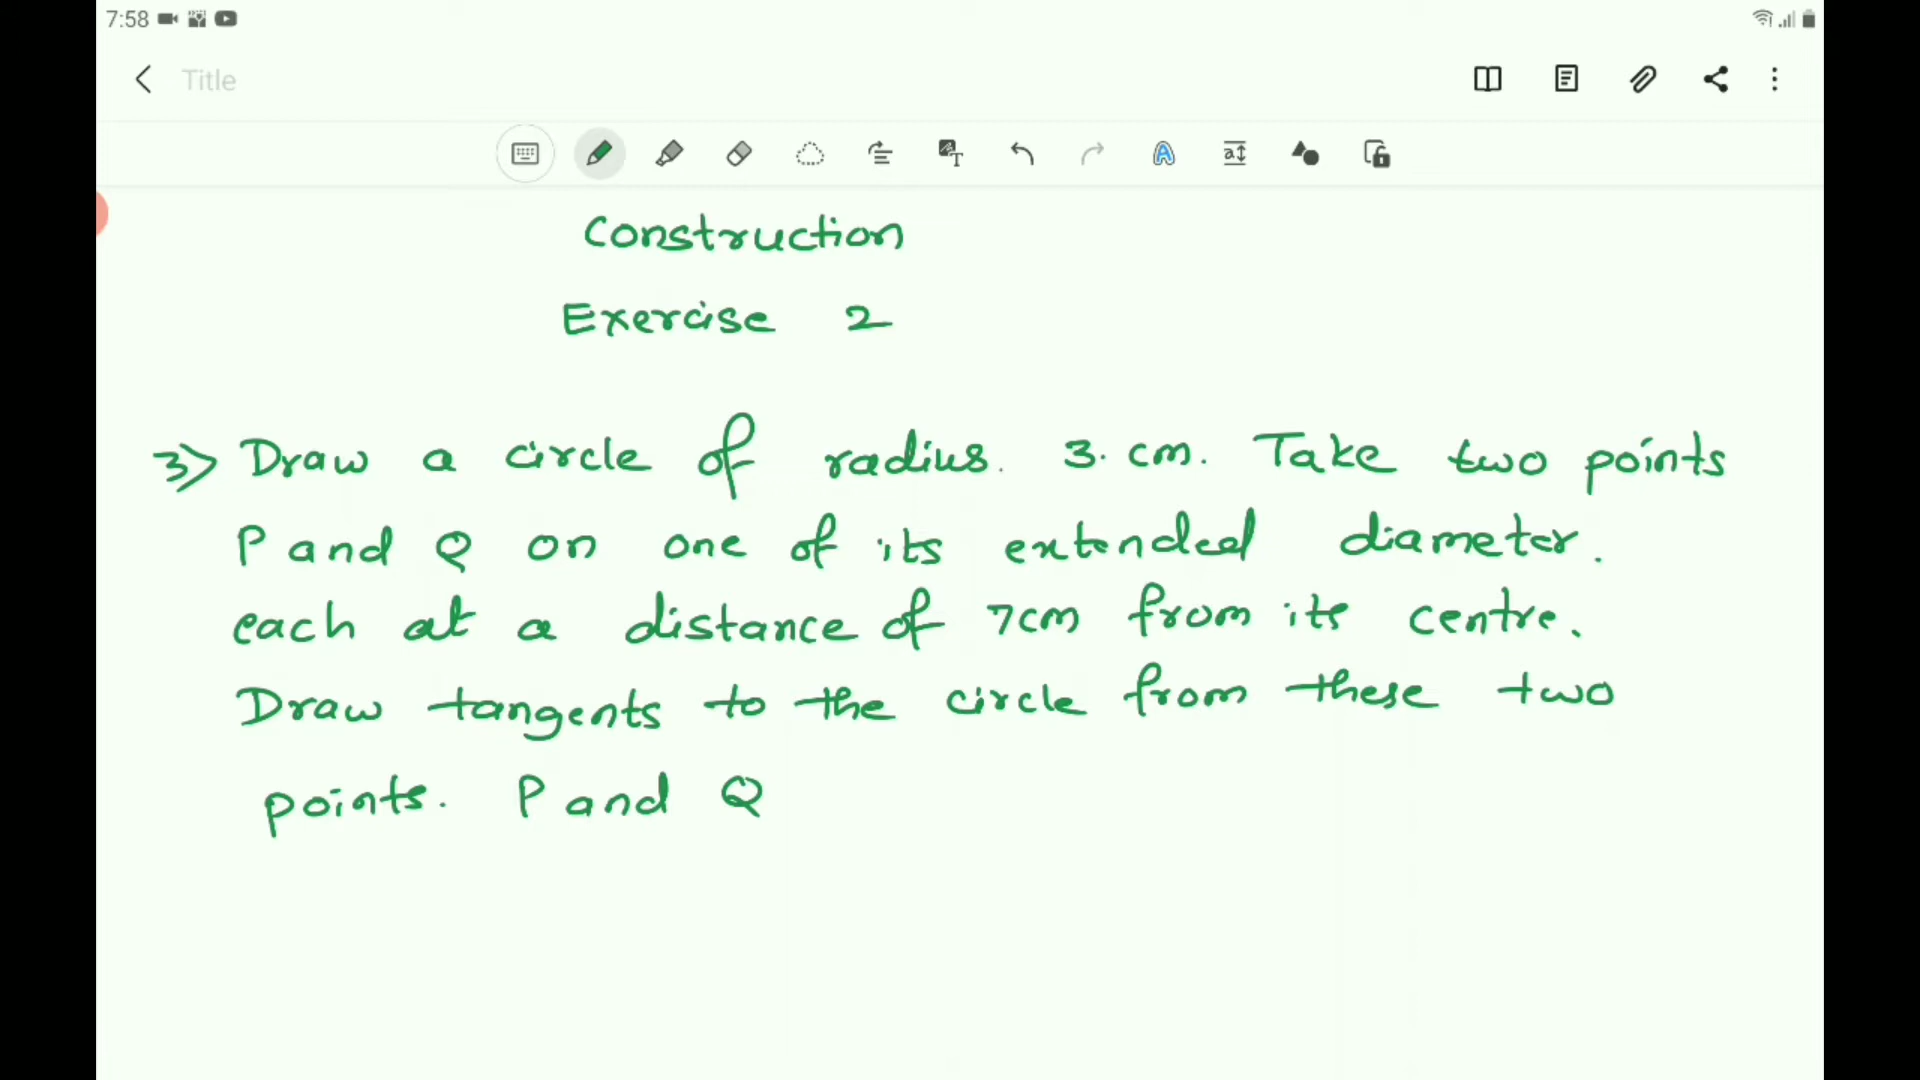 7:58
Title
Construction
Exercise 2
3) Draw a circle of radius. 3. cm. Take two points
P and Q on one of its extended diameter.
each at a distance of 7cm from its centre.
Draw tangents to the circle from these two
points. P and Q